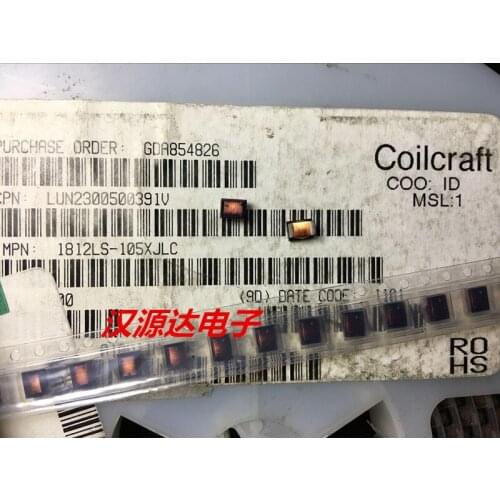 PURCHASE ORDER: GDA854826
Coilcraft
COO: ID
MSL:1
CPN: LUN2300500391V
MPN: 1812LS-105XJLC
00 (9D) DATE CODE
汉源达电子
RO
HS